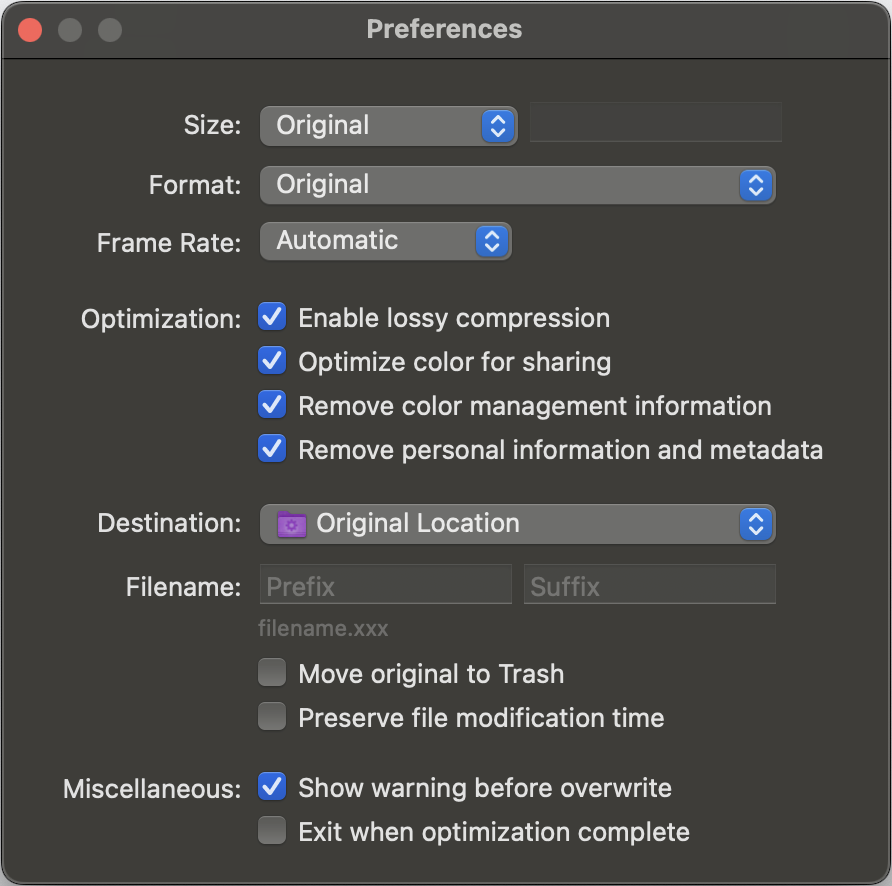 Preferences
Size: Original
Format: Original
Frame Rate: Automatic
Optimization: Enable lossy compression
Optimize color for sharing
Remove color management information
Remove personal information and metadata
Destination: Original Location
Filename: Prefix Suffix
filename.xxx
Move original to Trash
Preserve file modification time
Miscellaneous: Show warning before overwrite
Exit when optimization complete